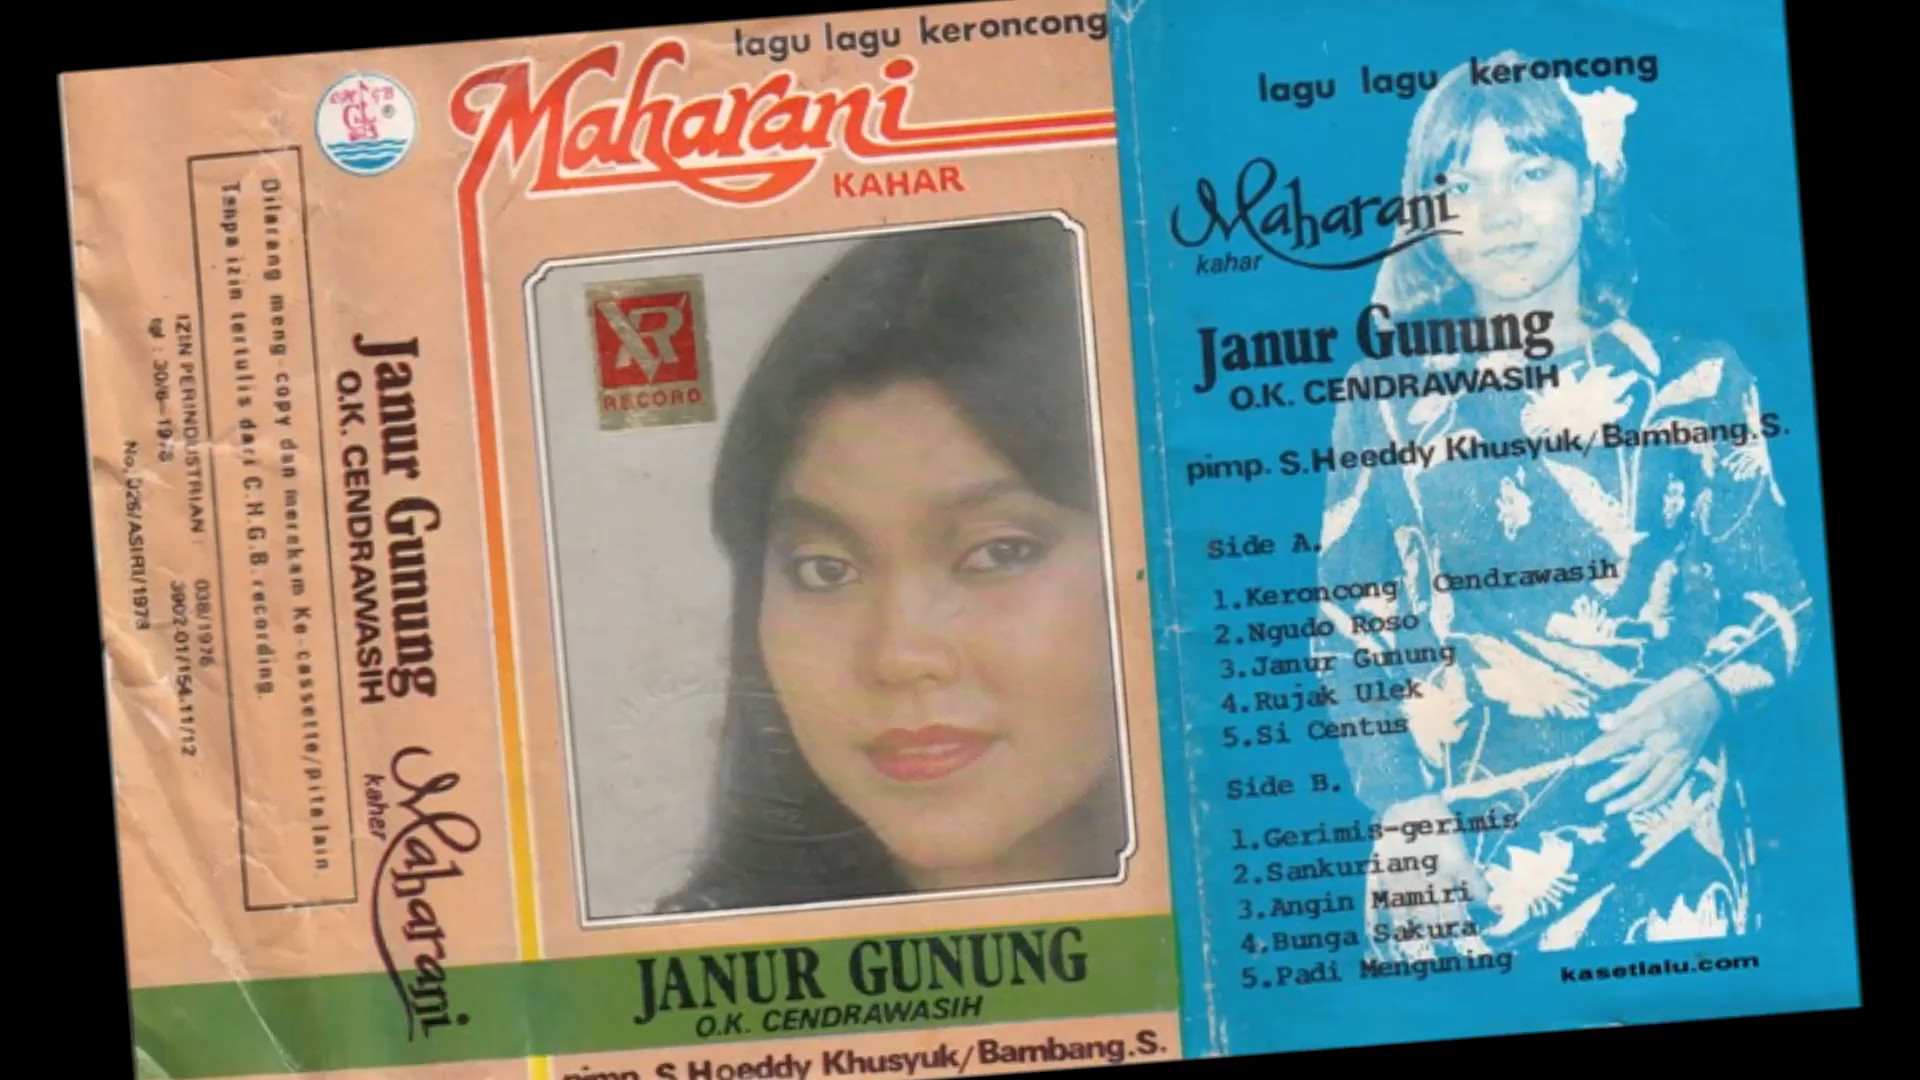 lagu lagu keroncong
Maharani
KAHAR
RECORD
JANUR GUNUNG
O.K. CENDRAWASIH
pimp. S.Hoeddy Khusyuk/Bambang.S.
Janur Gunung
O.K. CENDRAWASIH
Maharani
kaher
Dilarang meng-copy dan merekam Ke-cassette/pita lain
Tanpa izin tertulis dari C.H.G.B. recording.
IZIN PERINDUSTRIAN : 038/1976
3902.01/154.11/12
tgl : 30/6-1978
No. 025/ASIRI/1978
lagu lagu keroncong
Maharani
kahar
Janur Gunung
O.K. CENDRAWASIH
pimp. S.Heeddy Khusyuk/Bambang.S.
Side A.
1.Keroncong Cendrawasih
2.Ngudo Roso
3.Janur Gunung
4.Rujak Ulek
5.Si Centus
Side B.
1.Gerimis-gerimis
2.Sankuriang
3.Angin Mamiri
4.Bunga Sakura
5.Padi Menguning
kasetlalu.com